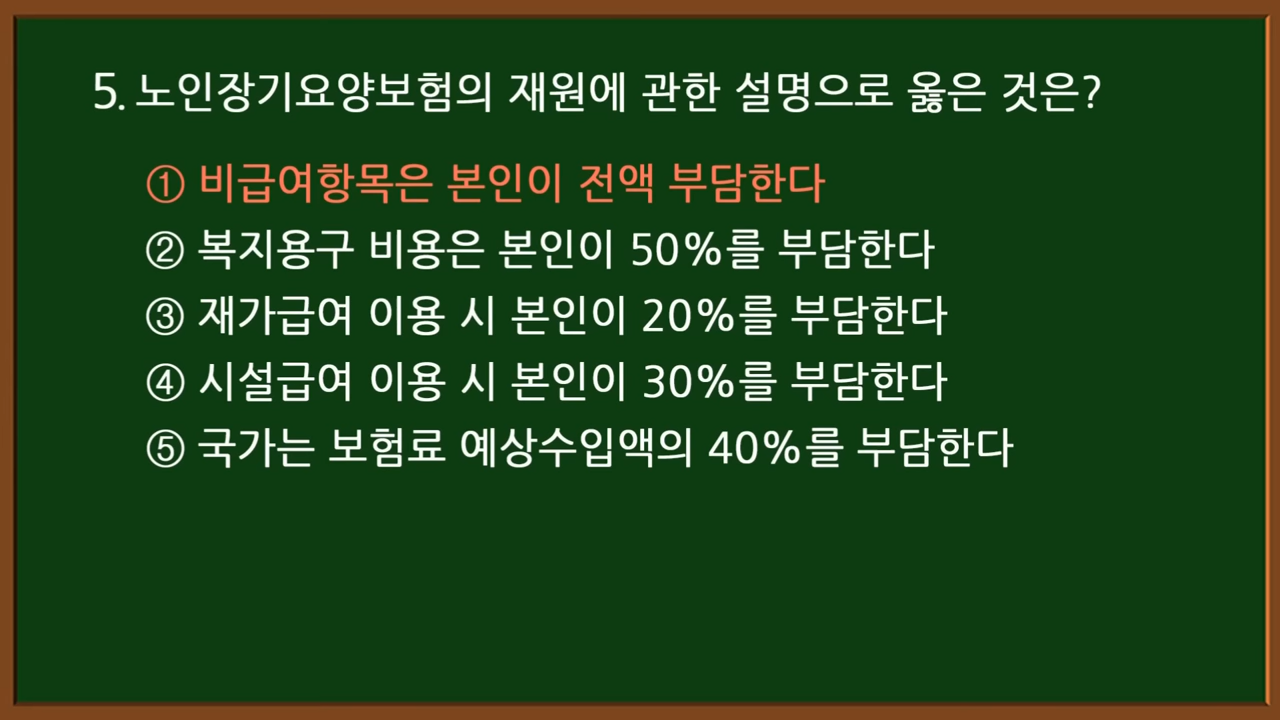 5. 노인장기요양보험의 재원에 관한 설명으로 옳은 것은?
① 비급여항목은 본인이 전액 부담한다
② 복지용구 비용은 본인이 50%를 부담한다
③ 재가급여 이용 시 본인이 20%를 부담한다
④ 시설급여 이용 시 본인이 30%를 부담한다
⑤ 국가는 보험료 예상수입액의 40%를 부담한다